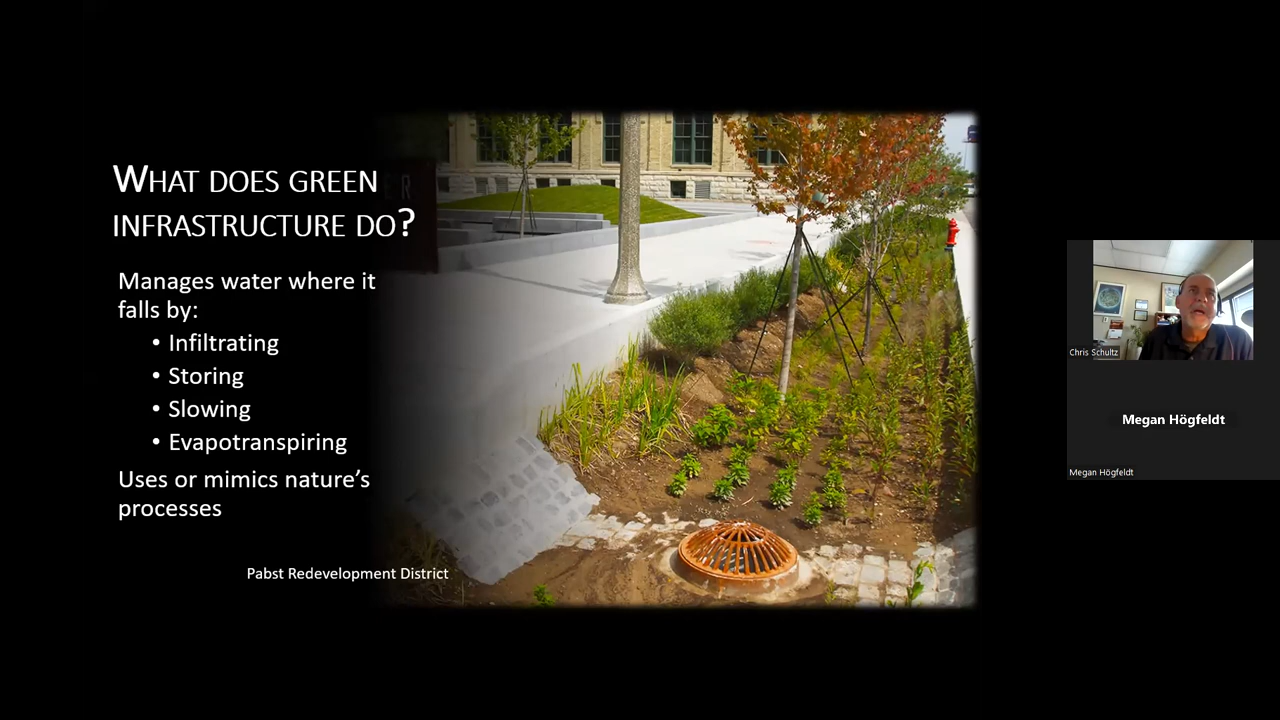 WHAT DOES GREEN
INFRASTRUCTURE DO?
Manages water where it
falls by:
• Infiltrating
• Storing
• Slowing
• Evapotranspiring
Uses or mimics nature’s
processes
Pabst Redevelopment District
Chris Schultz
Megan Högfeldt
Megan Högfeldt